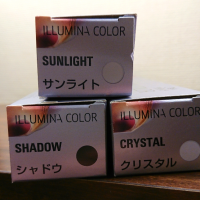 ILLUMINA COLOR
SUNLIGHT
サンライト
ILLUMINA COLOR
SHADOW
シャドウ
ILLUMINA COLOR
CRYSTAL
クリスタル